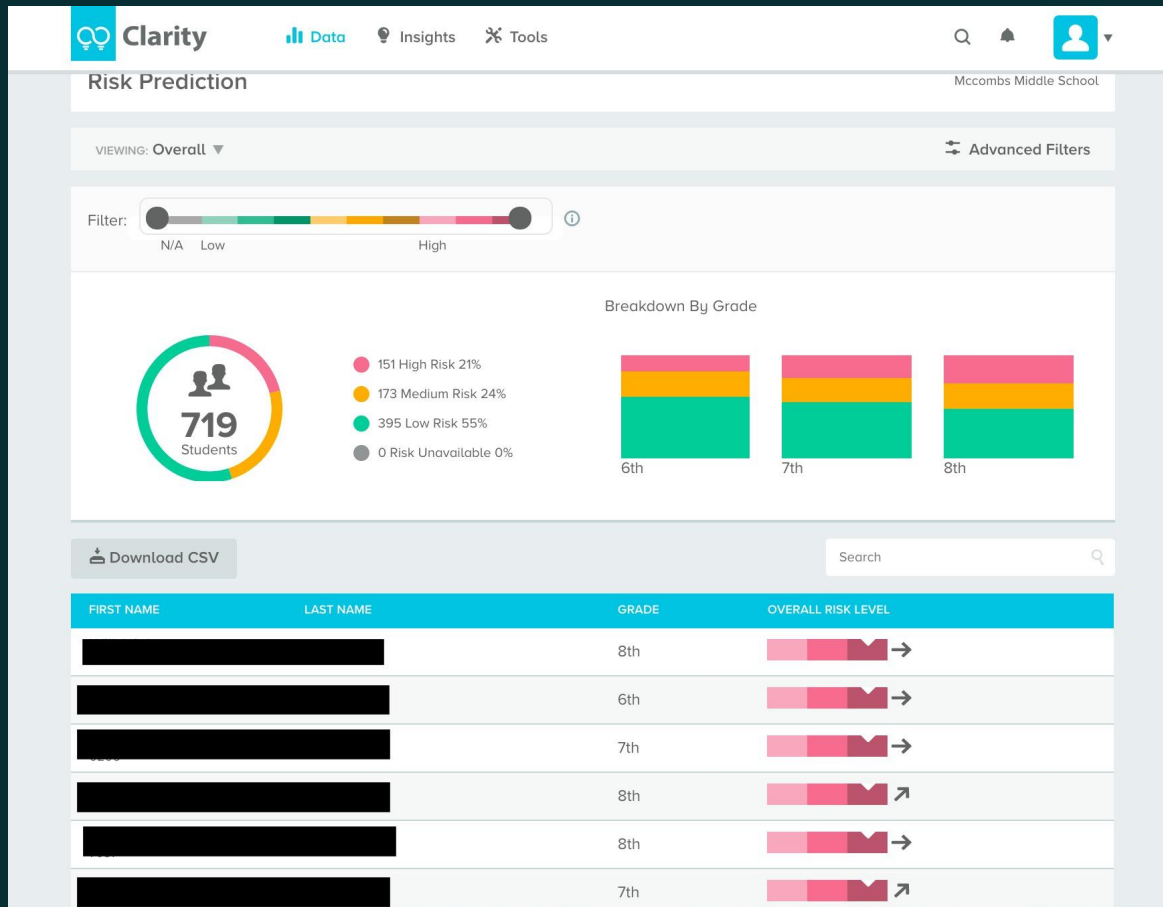 Clarity
Data
Insights
Tools
Risk Prediction
Mccombs Middle School
VIEWING: Overall
Advanced Filters
Filter:
N/A Low High
Breakdown By Grade
719
Students
151 High Risk 21%
173 Medium Risk 24%
395 Low Risk 55%
0 Risk Unavailable 0%
6th 7th 8th
Download CSV
Search
FIRST NAME LAST NAME GRADE OVERALL RISK LEVEL
8th
6th
7th
8th
8th
7th